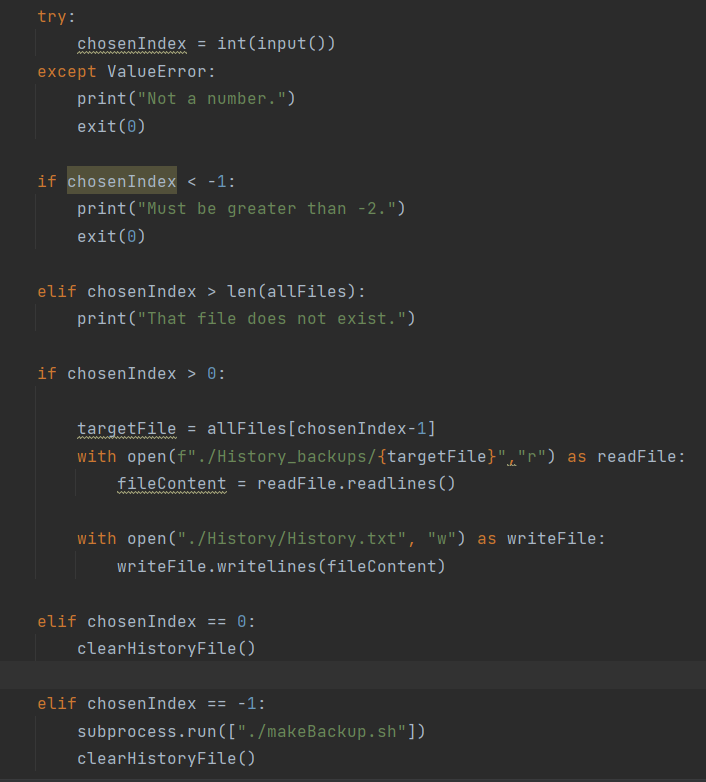 try:
    chosenIndex = int(input())
except ValueError:
    print("Not a number.")
    exit(0)

if chosenIndex < -1:
    print("Must be greater than -2.")
    exit(0)

elif chosenIndex > len(allFiles):
    print("That file does not exist.")

if chosenIndex > 0:

    targetFile = allFiles[chosenIndex-1]
    with open(f"./History_backups/{targetFile}","r") as readFile:
        fileContent = readFile.readlines()

    with open("./History/History.txt", "w") as writeFile:
        writeFile.writelines(fileContent)

elif chosenIndex == 0:
    clearHistoryFile()

elif chosenIndex == -1:
    subprocess.run(["./makeBackup.sh"])
    clearHistoryFile()